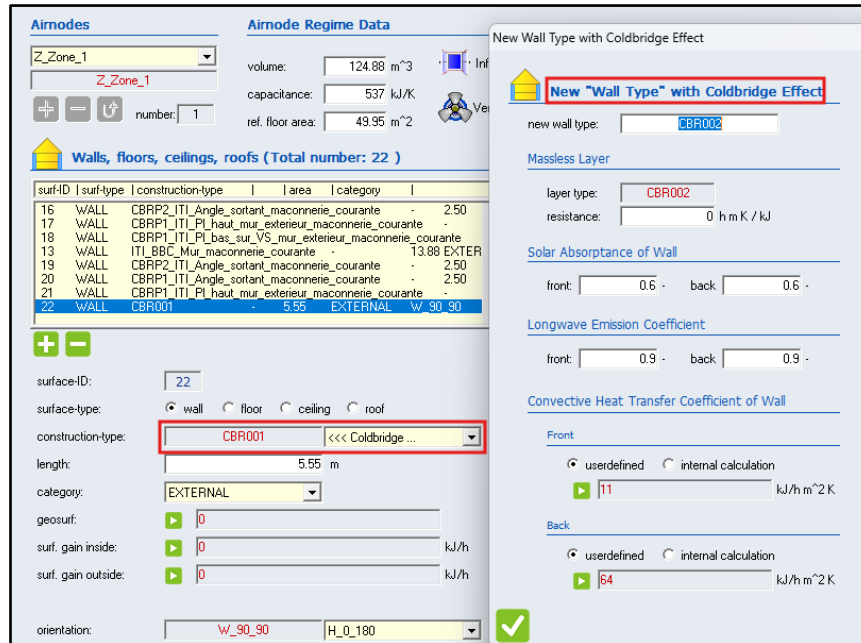 Airnodes
Z_Zone_1
Z_Zone_1
number: 1
Airnode Regime Data
volume: 124.88 m^3
capacitance: 537 kJ/K
ref. floor area: 49.95 m^2
Inf
Ve
Walls, floors, ceilings, roofs (Total number: 22 )
surf-ID | surf-type | construction-type | | area | category |
16 WALL CBRP2_ITI_Angle_sortant_maconnerie_courante - 2.50
17 WALL CBRP1_ITI_PI_haut_mur_exterieur_maconnerie_courante -
18 WALL CBRP1_ITI_PI_bas_sur_VS_mur_exterieur_maconnerie_courante
13 WALL ITI_BBC_Mur_maconnerie_courante - 13.88 EXTER
19 WALL CBRP2_ITI_Angle_sortant_maconnerie_courante - 2.50
20 WALL CBRP1_ITI_Angle_sortant_maconnerie_courante - 2.50
21 WALL CBRP1_ITI_PI_haut_mur_exterieur_maconnerie_courante -
22 WALL CBR001 - 5.55 EXTERNAL W_90_90
surface-ID: 22
surface-type: wall floor ceiling roof
construction-type: CBR001 <<< Coldbridge ...
length: 5.55 m
category: EXTERNAL
geosurf: 0
surf. gain inside: 0 kJ/h
surf. gain outside: 0 kJ/h
orientation: W_90_90 H_0_180
New Wall Type with Coldbridge Effect
New "Wall Type" with Coldbridge Effect
new wall type: CBR002
Massless Layer
layer type: CBR002
resistance: 0 h m K / kJ
Solar Absorptance of Wall
front: 0.6 - back 0.6 -
Longwave Emission Coefficient
front: 0.9 - back 0.9 -
Convective Heat Transfer Coefficient of Wall
Front
userdefined internal calculation
11 kJ/h m^2 K
Back
userdefined internal calculation
64 kJ/h m^2 K